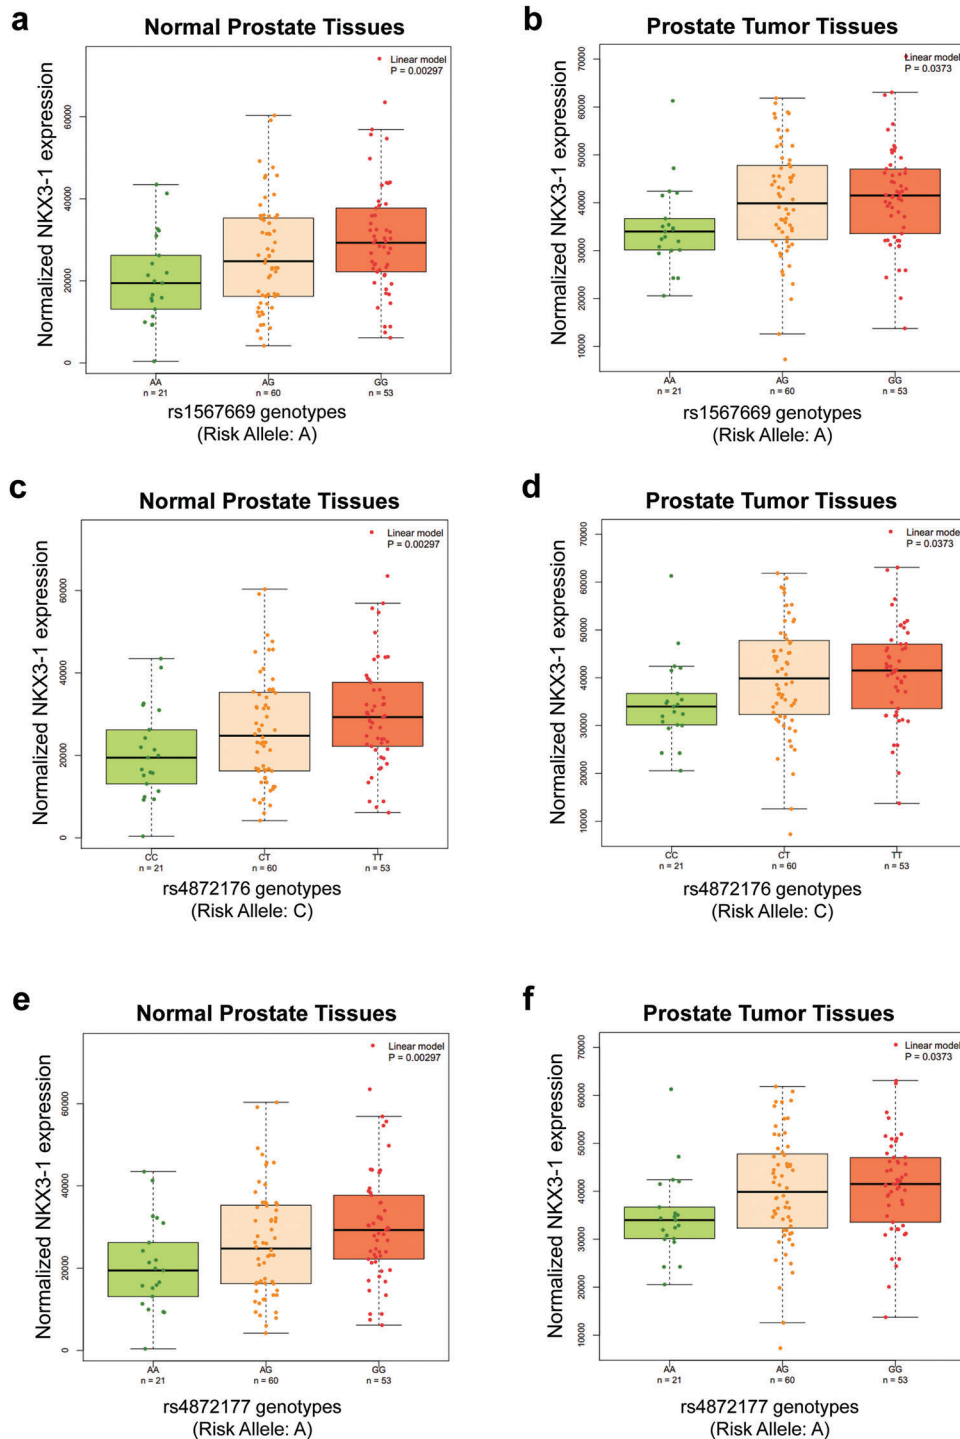 a
Normal Prostate Tissues
Normalized NKX3-1 expression
60000
40000
20000
0
Linear model
P = 0.00297
AA
n = 21
AG
n = 60
GG
n = 53
rs1567669 genotypes
(Risk Allele: A)
b
Prostate Tumor Tissues
Normalized NKX3-1 expression
70000
60000
50000
40000
30000
20000
10000
Linear model
P = 0.0373
AA
n = 21
AG
n = 60
GG
n = 53
rs1567669 genotypes
(Risk Allele: A)
c
Normal Prostate Tissues
Normalized NKX3-1 expression
60000
40000
20000
0
Linear model
P = 0.00297
CC
n = 21
CT
n = 60
TT
n = 53
rs4872176 genotypes
(Risk Allele: C)
d
Prostate Tumor Tissues
Normalized NKX3-1 expression
70000
60000
50000
40000
30000
20000
10000
Linear model
P = 0.0373
CC
n = 21
CT
n = 60
TT
n = 53
rs4872176 genotypes
(Risk Allele: C)
e
Normal Prostate Tissues
Normalized NKX3-1 expression
60000
40000
20000
0
Linear model
P = 0.00297
AA
n = 21
AG
n = 60
GG
n = 53
rs4872177 genotypes
(Risk Allele: A)
f
Prostate Tumor Tissues
Normalized NKX3-1 expression
70000
60000
50000
40000
30000
20000
10000
Linear model
P = 0.0373
AA
n = 21
AG
n = 60
GG
n = 53
rs4872177 genotypes
(Risk Allele: A)